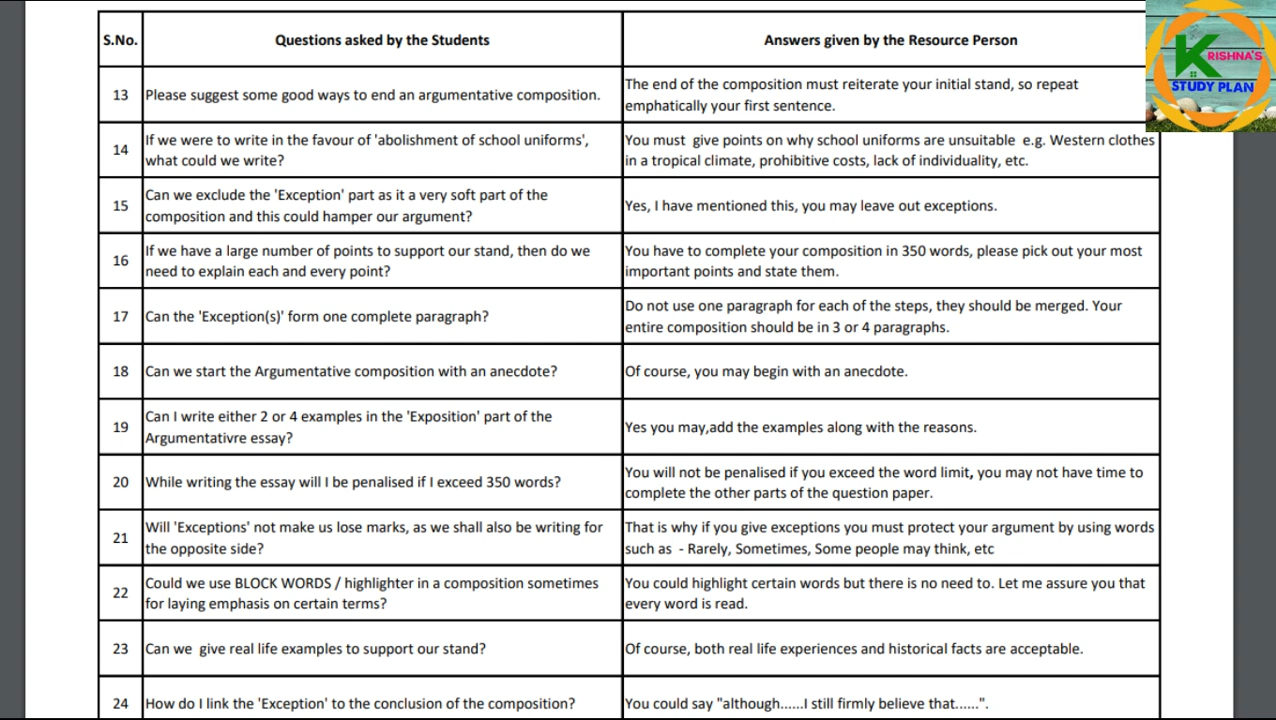 S.No. Questions asked by the Students Answers given by the Resource Person
KRISHNA'S
STUDY PLAN
13 Please suggest some good ways to end an argumentative composition.
The end of the composition must reiterate your initial stand, so repeat
emphatically your first sentence.
14 If we were to write in the favour of 'abolishment of school uniforms',
what could we write?
You must give points on why school uniforms are unsuitable e.g. Western clothes
in a tropical climate, prohibitive costs, lack of individuality, etc.
15 Can we exclude the 'Exception' part as it a very soft part of the
composition and this could hamper our argument?
Yes, I have mentioned this, you may leave out exceptions.
16 If we have a large number of points to support our stand, then do we
need to explain each and every point?
You have to complete your composition in 350 words, please pick out your most
important points and state them.
17 Can the 'Exception(s)' form one complete paragraph?
Do not use one paragraph for each of the steps, they should be merged. Your
entire composition should be in 3 or 4 paragraphs.
18 Can we start the Argumentative composition with an anecdote?
Of course, you may begin with an anecdote.
19 Can I write either 2 or 4 examples in the 'Exposition' part of the
Argumentativre essay?
Yes you may,add the examples along with the reasons.
20 While writing the essay will I be penalised if I exceed 350 words?
You will not be penalised if you exceed the word limit, you may not have time to
complete the other parts of the question paper.
21 Will 'Exceptions' not make us lose marks, as we shall also be writing for
the opposite side?
That is why if you give exceptions you must protect your argument by using words
such as - Rarely, Sometimes, Some people may think, etc
22 Could we use BLOCK WORDS / highlighter in a composition sometimes
for laying emphasis on certain terms?
You could highlight certain words but there is no need to. Let me assure you that
every word is read.
23 Can we give real life examples to support our stand?
Of course, both real life experiences and historical facts are acceptable.
24 How do I link the 'Exception' to the conclusion of the composition?
You could say "although......I still firmly believe that......".